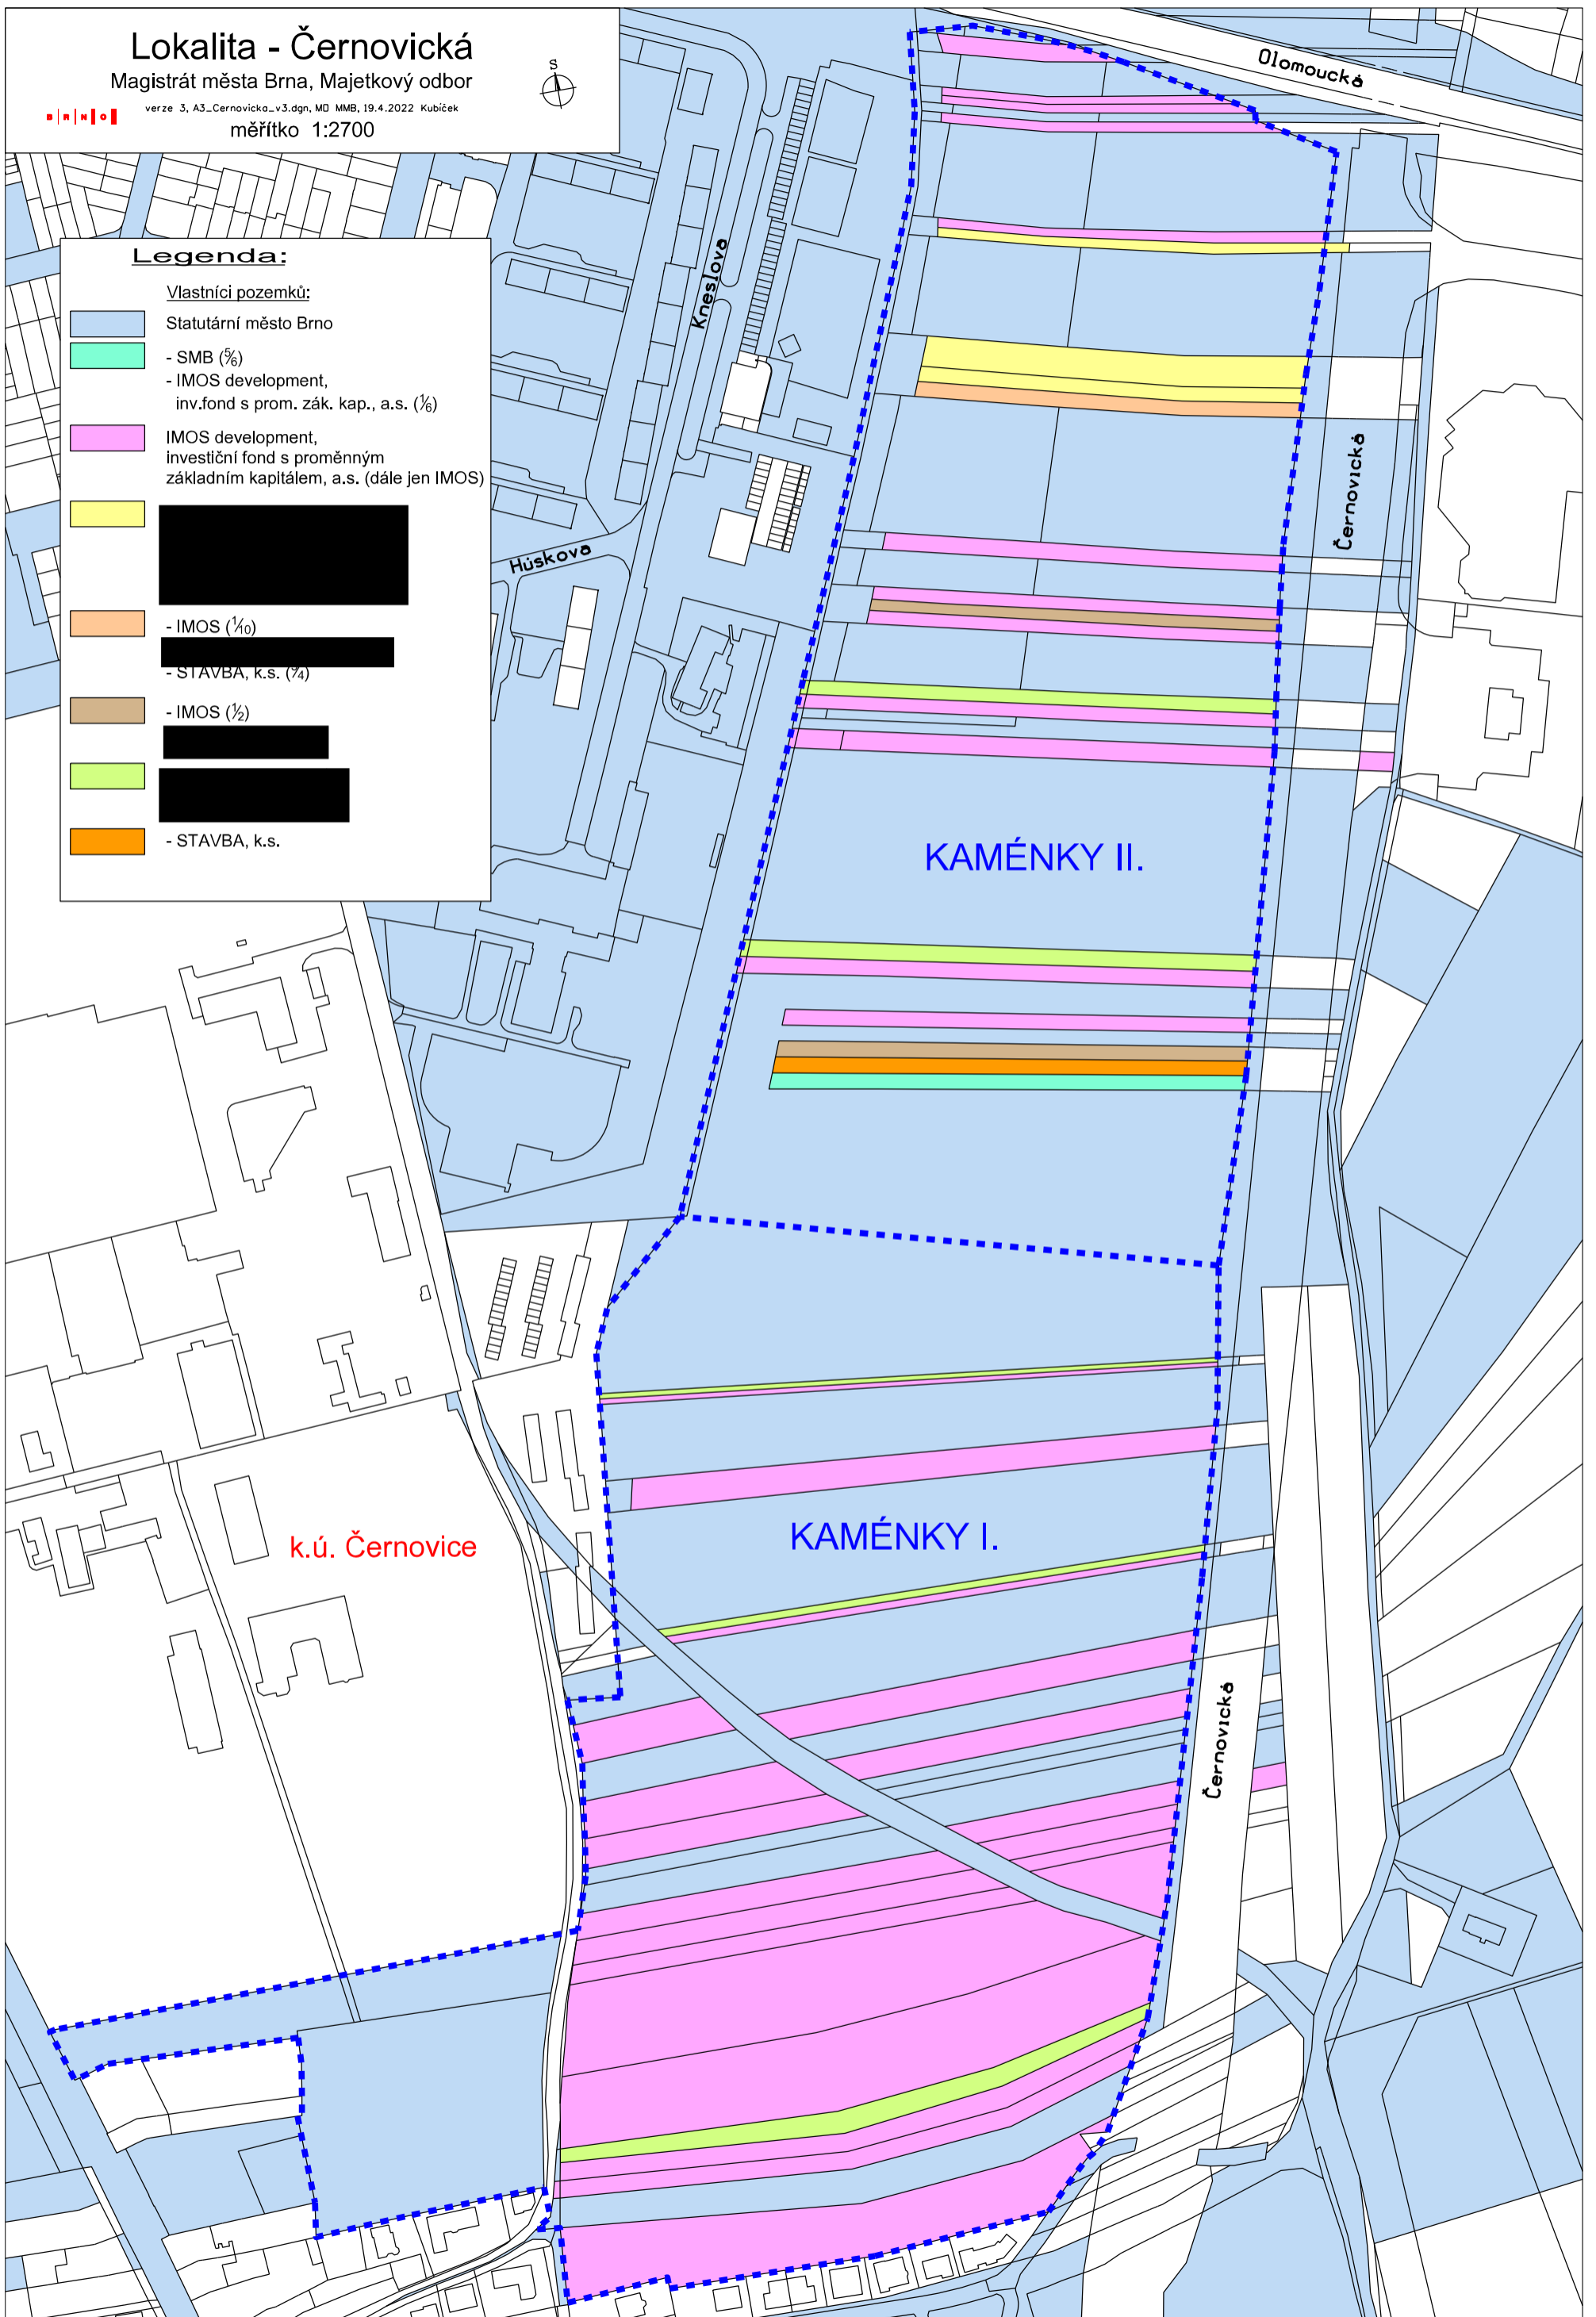 Lokalita - Černovická
Magistrát města Brna, Majetkový odbor
verze 3, A3_Cernovicka_v3.dgn, MO MMB, 19.4.2022 Kubíček
B R N O
měřítko 1:2700
S
Legenda:
Vlastníci pozemků:
Statutární město Brno
- SMB (5/6)
- IMOS development,
inv.fond s prom. zák. kap., a.s. (1/6)
IMOS development,
Investiční fond s proměnným
základním kapitálem, a.s. (dále jen IMOS)
- IMOS (1/10)
- STAVBA, k.s.
- IMOS (1/2)
- STAVBA, k.s.
Olomoucká
Kneslova
Húskova
Černovická
KAMÉNKY II.
KAMÉNKY I.
k.ú. Černovice
Černovická